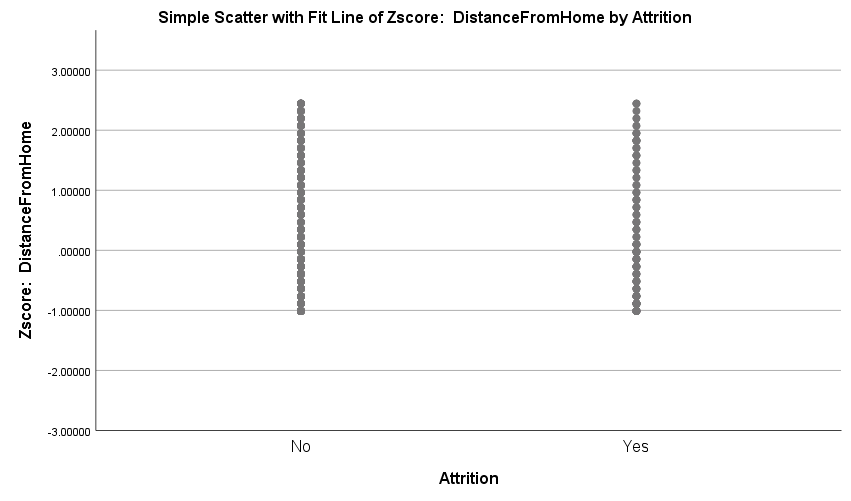 Simple Scatter with Fit Line of Zscore:  DistanceFromHome by Attrition
Zscore:  DistanceFromHome
3.00000
2.00000
1.00000
.00000
-1.00000
-2.00000
-3.00000
No
Yes
Attrition